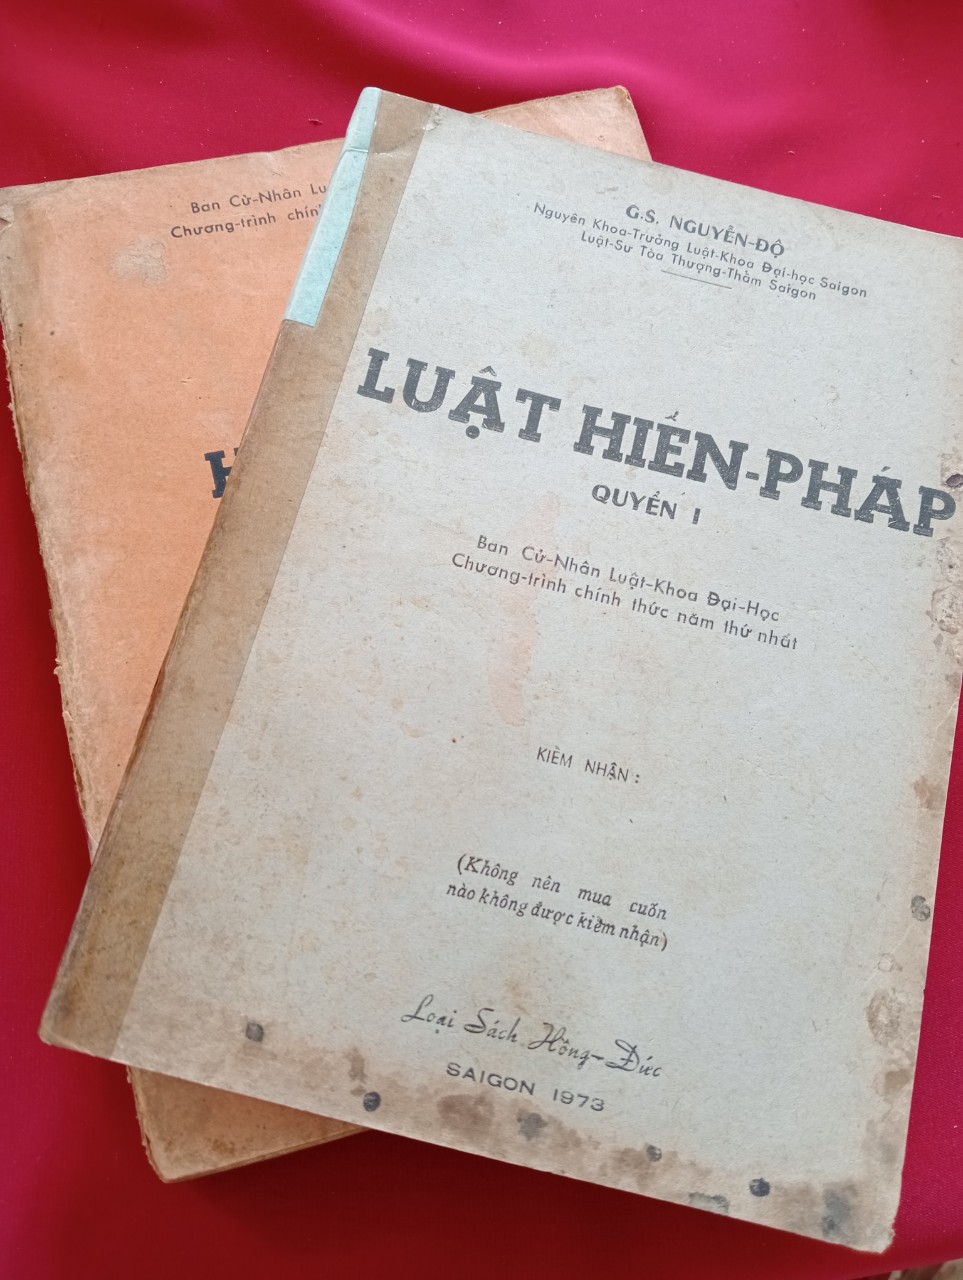 Ban Cử-Nhân
Chương-trình
G.S. NGUYỄN-ĐỘ
Nguyên Khoa-Trưởng Luật-Khoa Đại-học Saigon
Luật-Sư Tòa Thượng-Thẩm Saigon
LUẬT HIẾN-PHÁP
QUYỂN I
Ban Cử-Nhân Luật-Khoa Đại-Học
Chương-trình chính thức năm thứ nhất
KIỂM NHẬN :
(Không nên mua cuốn
nào không được kiểm nhận)
Loại Sách Hồng-Đức
SAIGON 1973